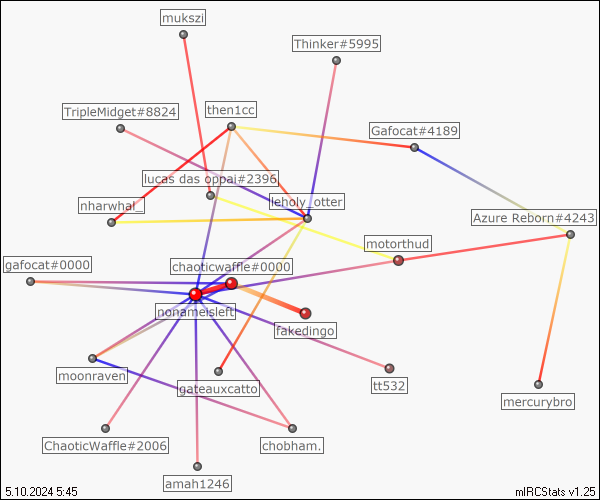 mukszi
Thinker#5995
TripleMidget#8824
then1cc
Gafocat#4189
lucas das oppai#2396
nharwhal_
leholy_otter
Azure Reborn#4243
motorthud
gafocat#0000
chaoticwaffle#0000
nonameisleft
fakedingo
moonraven
gateauxcatto
tt532
mercurybro
ChaoticWaffle#2006
chobham.
amah1246
5.10.2024 5:45
mIRCStats v1.25